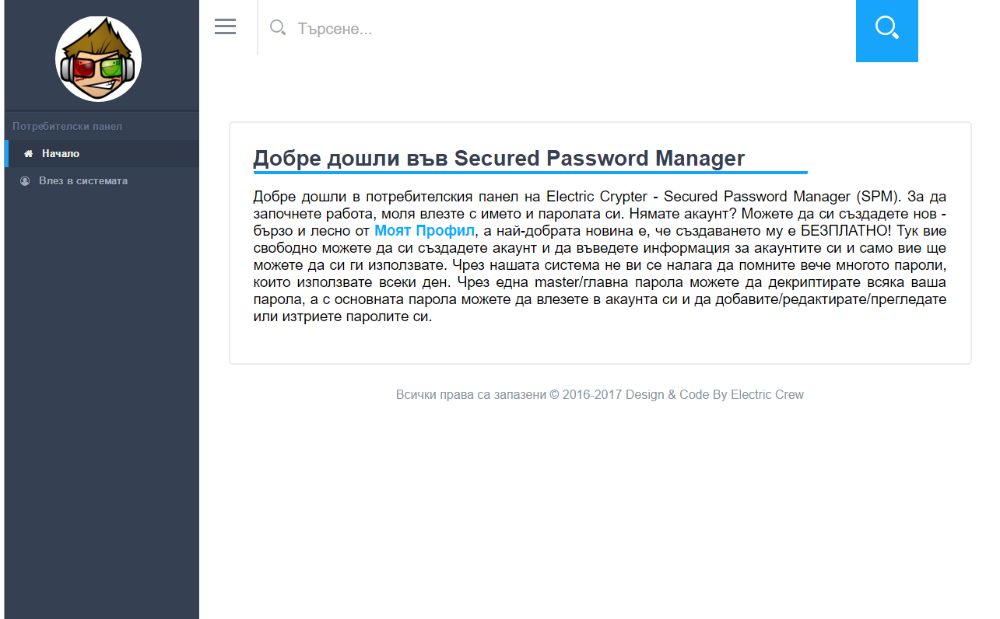 Търсене...
Потребителски панел
Начало
Влез в системата
Добре дошли във Secured Password Manager
Добре дошли в потребителския панел на Electric Crypter - Secured Password Manager (SPM). За да
започнете работа, моля влезте с името и паролата си. Нямате акаунт? Можете да си създадете нов -
бързо и лесно от Моят Профил, а най-добрата новина е, че създаването му е БЕЗПЛАТНО! Тук вие
свободно можете да си създадете акаунт и да въведете информация за акаунтите си и само вие ще
можете да си ги използвате. Чрез нашата система не ви се налага да помните вече многото пароли,
които използвате всеки ден. Чрез една master/главна парола можете да декриптирате всяка ваша
парола, а с основната парола можете да влезете в акаунта си и да добавите/редактирате/прегледате
или изтриете паролите си.
Всички права са запазени © 2016-2017 Design & Code By Electric Crew